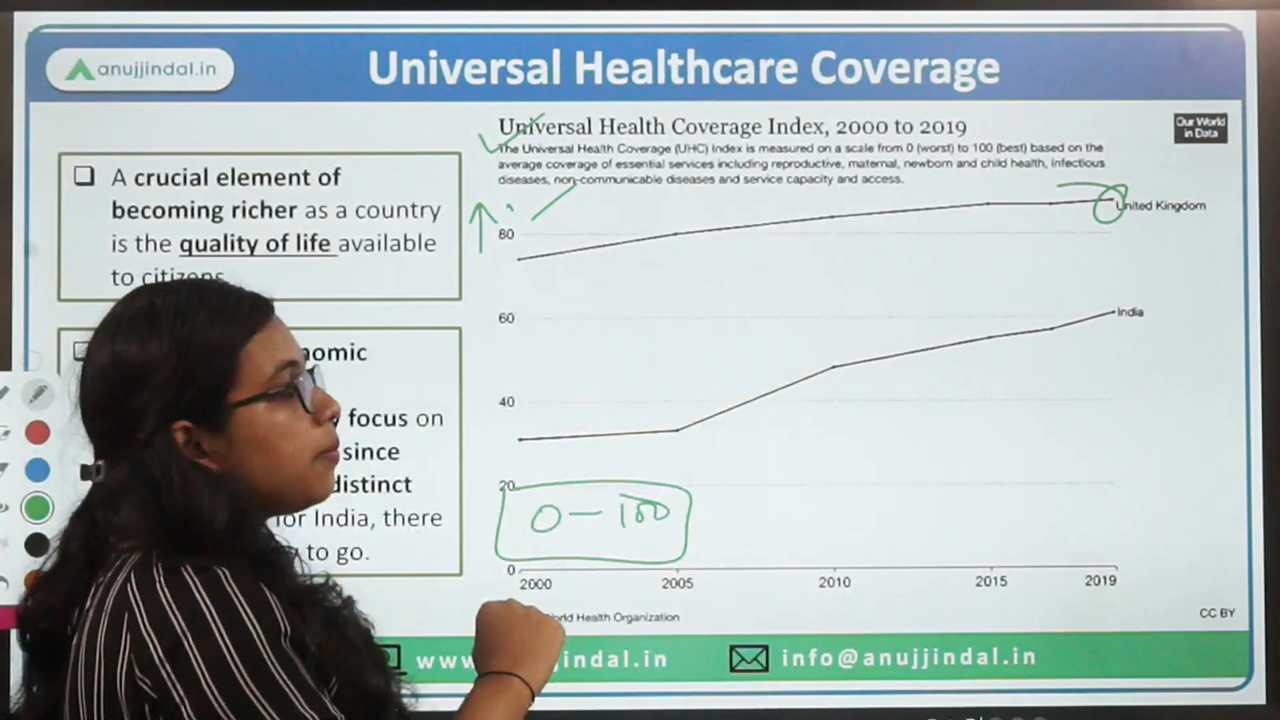 anujjindal.in
Universal Healthcare Coverage
❑ A crucial element of
becoming richer as a country
is the quality of life available
to citizens
focus on
since
distinct
for India, there
to go.
Universal Health Coverage Index, 2000 to 2019
Our World
in Data
The Universal Health Coverage (UHC) Index is measured on a scale from 0 (worst) to 100 (best) based on the
average coverage of essential services including reproductive, maternal, newborn and child health, infectious
diseases, non-communicable diseases and service capacity and access.
United Kingdom
80
60
India
40
20
0 — 100
0
2000 2005 2010 2015 2019
Health Organization
CC BY
www
jindal.in
info@anujjindal.in